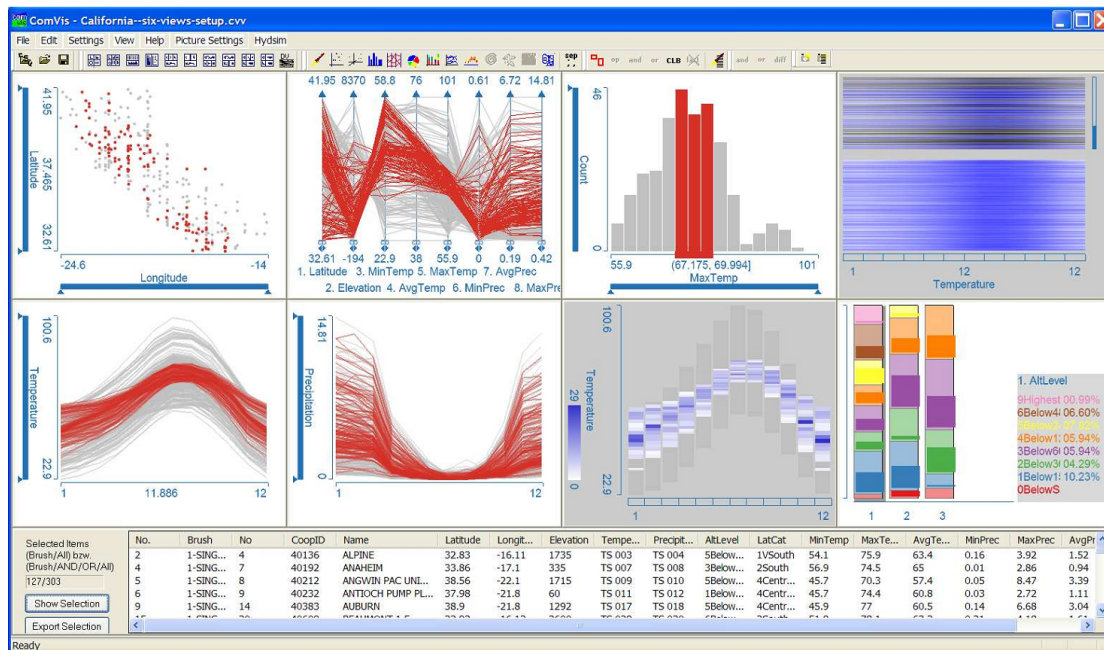 ComVis - California--six-views-setup.cvv
File Edit Settings View Help Picture Settings Hydsim
sep op and or CLB and or diff
41.95
37.465
32.61
Latitude
-24.6 -14
Longitude
41.95 8370 58.8 76 101 0.61 6.72 14.81
32.61 -194 22.9 38 55.9 0 0.19 0.42
1. Latitude 3. MinTemp 5. MaxTemp 7. AvgPrec
2. Elevation 4. AvgTemp 6. MinPrec 8. MaxPre
46
Count
0
55.9 (67.175, 69.994] 101
MaxTemp
1 12 12
Temperature
100.6
Temperature
22.9
1 11.886 12
14.81
Precipitation
0
1 12
Temperature
29
0
100.6
22.9
1 12
1 2 3
1. AltLevel
9Highest 00.99%
6Below4 06.60%
4Below1 05.94%
3Below6 05.94%
2Below3 04.29%
1Below1 10.23%
0BelowS
Selected Items
(Brush/All) bzw.
(Brush/AND/OR/All)
127/303
Show Selection
Export Selection
No. Brush No CoopID Name Latitude Longit... Elevation Tempe... Precipit... AltLevel LatCat MinTemp MaxTe... AvgTe... MinPrec MaxPrec AvgPr
2 1-SING... 4 40136 ALPINE 32.83 -16.11 1735 TS 003 TS 004 5Below... 1VSouth 54.1 75.9 63.4 0.16 3.92 1.52
4 1-SING... 7 40192 ANAHEIM 33.86 -17.1 335 TS 007 TS 008 3Below... 2South 56.9 74.5 65 0.01 2.86 0.94
5 1-SING... 8 40212 ANGWIN PAC UNI... 38.56 -22.1 1715 TS 009 TS 010 5Below... 4Centr... 45.7 70.3 57.4 0.05 8.47 3.39
6 1-SING... 9 40232 ANTIOCH PUMP PL... 37.98 -21.8 60 TS 011 TS 012 1Below... 4Centr... 45.7 74.4 60.8 0.03 2.72 1.11
9 1-SING... 14 40383 AUBURN 38.9 -21.8 1292 TS 017 TS 018 5Below... 4Centr... 45.9 77 60.5 0.14 6.68 3.04
Ready